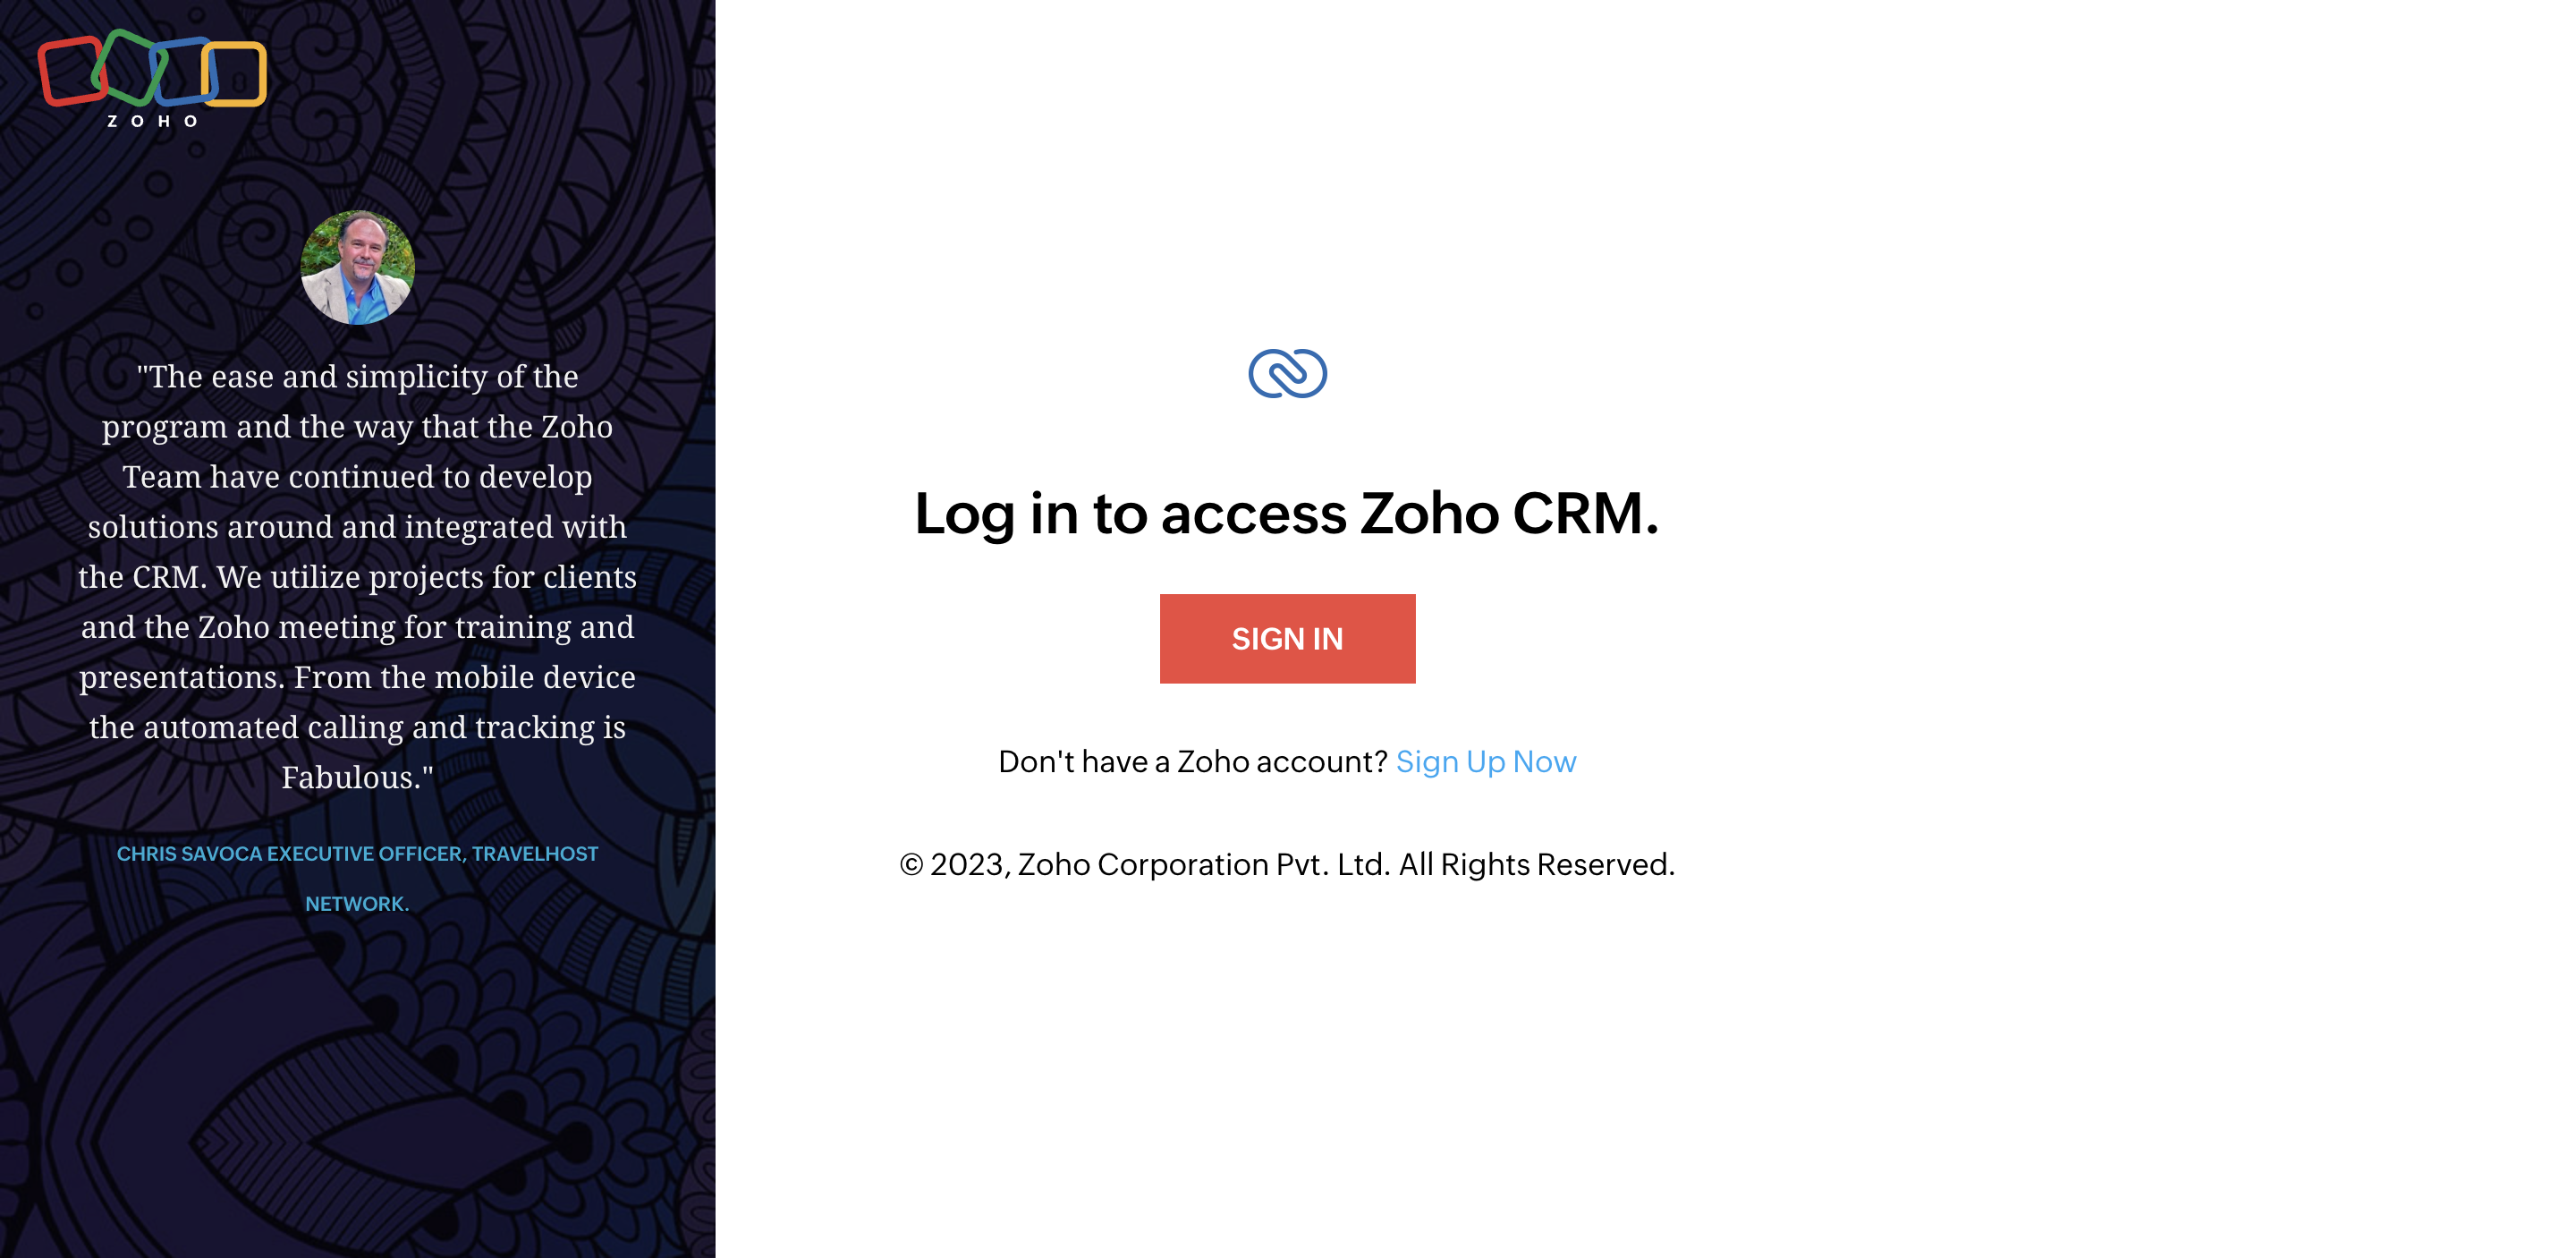 ZOHO
"The ease and simplicity of the
program and the way that the Zoho
Team have continued to develop
solutions around and integrated with
the CRM. We utilize projects for clients
and the Zoho meeting for training and
presentations. From the mobile device
the automated calling and tracking is
Fabulous."
CHRIS SAVOCA EXECUTIVE OFFICER, TRAVELHOST
NETWORK.
Log in to access Zoho CRM.
SIGN IN
Don't have a Zoho account? Sign Up Now
© 2023, Zoho Corporation Pvt. Ltd. All Rights Reserved.